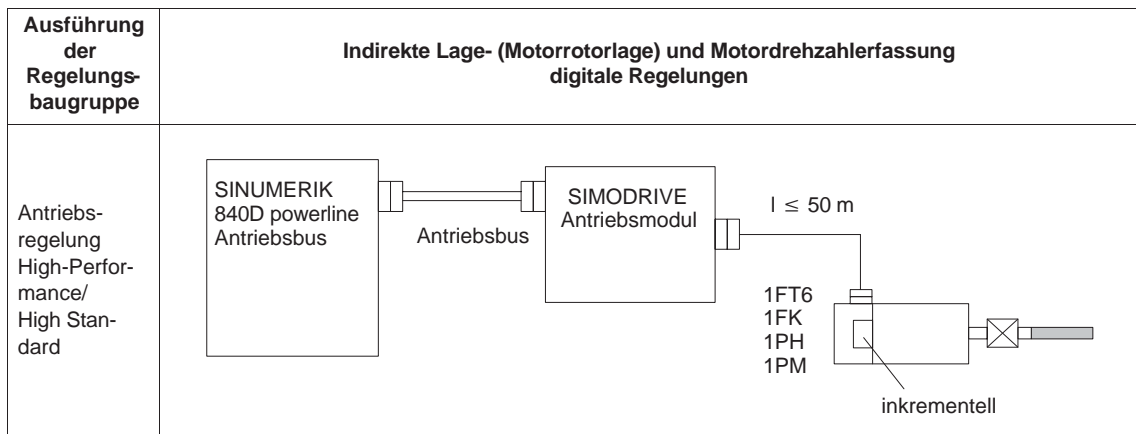 Ausführung
der
Regelungs-
baugruppe
Indirekte Lage- (Motorrotorlage) und Motordrehzahlerfassung
digitale Regelungen
Antriebs-
regelung
High-Perfor-
mance/
High Stan-
dard
SINUMERIK
840D powerline
Antriebsbus
Antriebsbus
SIMODRIVE
Antriebsmodul
l ≤ 50 m
1FT6
1FK
1PH
1PM
inkrementell